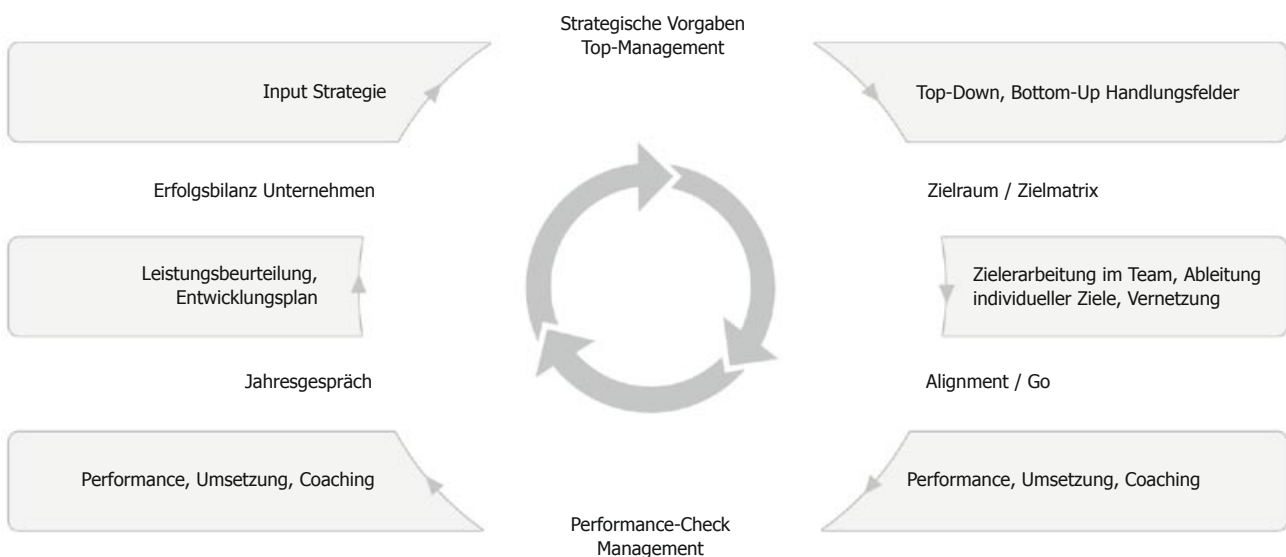 Strategische Vorgaben
Top-Management
Input Strategie
Top-Down, Bottom-Up Handlungsfelder
Erfolgsbilanz Unternehmen
Zielraum / Zielmatrix
Leistungsbeurteilung,
Entwicklungsplan
Zielerarbeitung im Team, Ableitung
individueller Ziele, Vernetzung
Jahresgespräch
Alignment / Go
Performance, Umsetzung, Coaching
Performance, Umsetzung, Coaching
Performance-Check
Management